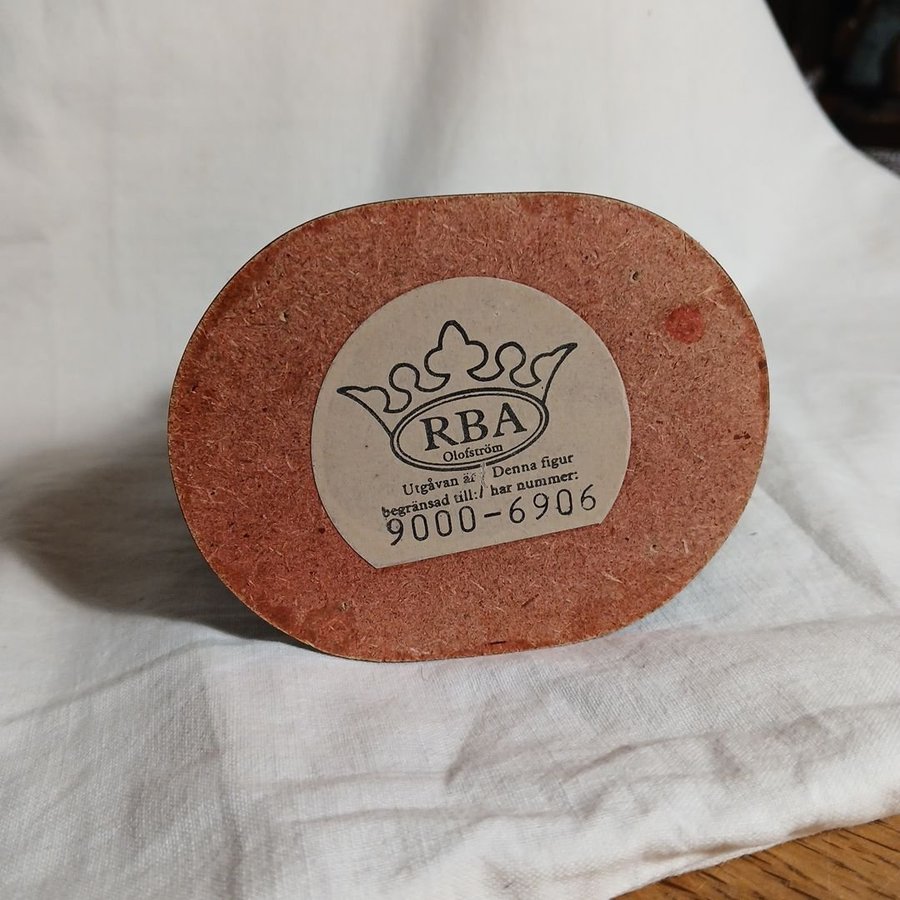 RBA
Olofström
Utgåvan är Denna figur
begränsad till: har nummer:
9000-6906